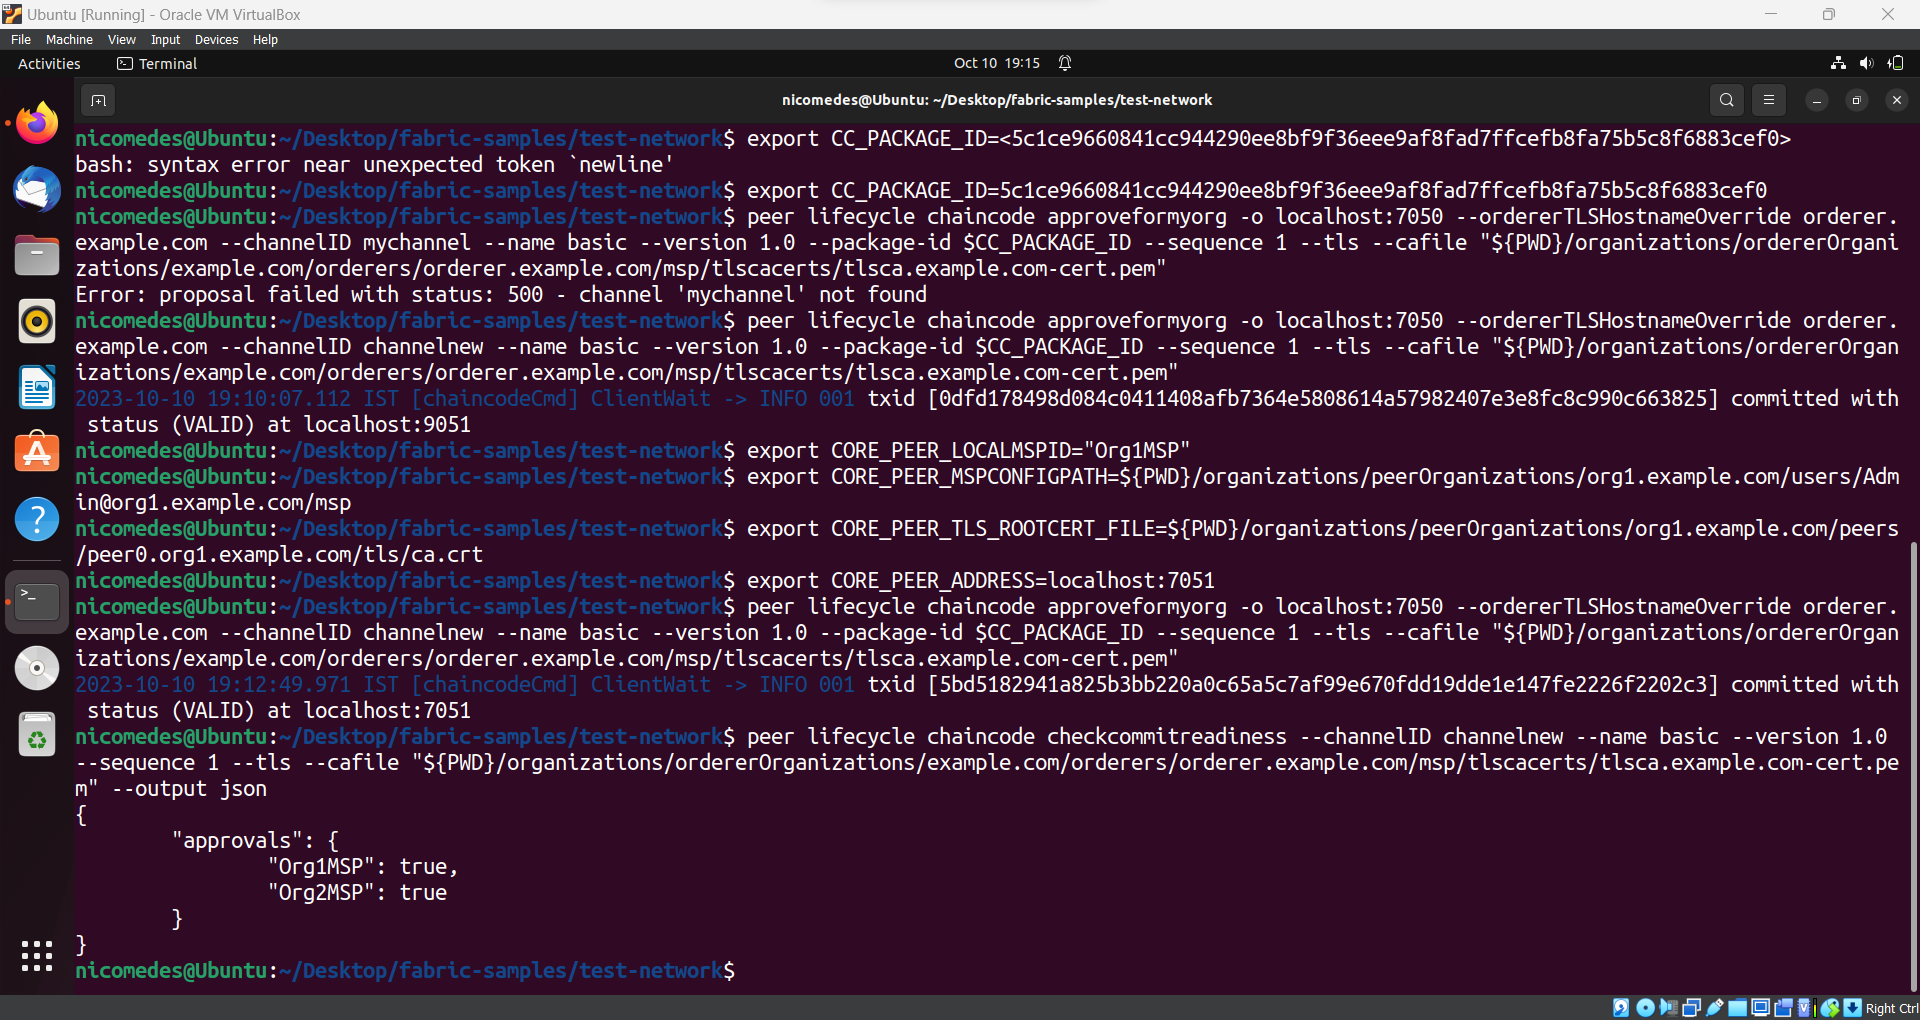 Ubuntu [Running] - Oracle VM VirtualBox
File Machine View Input Devices Help
Activities Terminal Oct 10 19:15
nicomedes@Ubuntu: ~/Desktop/fabric-samples/test-network
nicomedes@Ubuntu:~/Desktop/fabric-samples/test-network$ export CC_PACKAGE_ID=<5c1ce9660841cc944290ee8bf9f36eee9af8fad7ffcefb8fa75b5c8f6883cef0>
bash: syntax error near unexpected token `newline'
nicomedes@Ubuntu:~/Desktop/fabric-samples/test-network$ export CC_PACKAGE_ID=5c1ce9660841cc944290ee8bf9f36eee9af8fad7ffcefb8fa75b5c8f6883cef0
nicomedes@Ubuntu:~/Desktop/fabric-samples/test-network$ peer lifecycle chaincode approveformyorg -o localhost:7050 --ordererTLSHostnameOverride orderer.
example.com --channelID mychannel --name basic --version 1.0 --package-id $CC_PACKAGE_ID --sequence 1 --tls --cafile "${PWD}/organizations/ordererOrgani
zations/example.com/orderers/orderer.example.com/msp/tlscacerts/tlsca.example.com-cert.pem"
Error: proposal failed with status: 500 - channel 'mychannel' not found
nicomedes@Ubuntu:~/Desktop/fabric-samples/test-network$ peer lifecycle chaincode approveformyorg -o localhost:7050 --ordererTLSHostnameOverride orderer.
example.com --channelID channelnew --name basic --version 1.0 --package-id $CC_PACKAGE_ID --sequence 1 --tls --cafile "${PWD}/organizations/ordererOrgan
izations/example.com/orderers/orderer.example.com/msp/tlscacerts/tlsca.example.com-cert.pem"
2023-10-10 19:10:07.112 IST [chaincodeCmd] ClientWait -> INFO 001 txid [0dfd178498d084c0411408afb7364e5808614a57982407e3e8fc8c990c663825] committed with
status (VALID) at localhost:9051
nicomedes@Ubuntu:~/Desktop/fabric-samples/test-network$ export CORE_PEER_LOCALMSPID="Org1MSP"
nicomedes@Ubuntu:~/Desktop/fabric-samples/test-network$ export CORE_PEER_MSPCONFIGPATH=${PWD}/organizations/peerOrganizations/org1.example.com/users/Adm
in@org1.example.com/msp
nicomedes@Ubuntu:~/Desktop/fabric-samples/test-network$ export CORE_PEER_TLS_ROOTCERT_FILE=${PWD}/organizations/peerOrganizations/org1.example.com/peers
/peer0.org1.example.com/tls/ca.crt
nicomedes@Ubuntu:~/Desktop/fabric-samples/test-network$ export CORE_PEER_ADDRESS=localhost:7051
nicomedes@Ubuntu:~/Desktop/fabric-samples/test-network$ peer lifecycle chaincode approveformyorg -o localhost:7050 --ordererTLSHostnameOverride orderer.
example.com --channelID channelnew --name basic --version 1.0 --package-id $CC_PACKAGE_ID --sequence 1 --tls --cafile "${PWD}/organizations/ordererOrgan
izations/example.com/orderers/orderer.example.com/msp/tlscacerts/tlsca.example.com-cert.pem"
2023-10-10 19:12:49.971 IST [chaincodeCmd] ClientWait -> INFO 001 txid [5bd5182941a825b3bb220a0c65a5c7af99e670fdd19dde1e147fe2226f2202c3] committed with
status (VALID) at localhost:7051
nicomedes@Ubuntu:~/Desktop/fabric-samples/test-network$ peer lifecycle chaincode checkcommitreadiness --channelID channelnew --name basic --version 1.0
--sequence 1 --tls --cafile "${PWD}/organizations/ordererOrganizations/example.com/orderers/orderer.example.com/msp/tlscacerts/tlsca.example.com-cert.pe
m" --output json
{
"approvals": {
"Org1MSP": true,
"Org2MSP": true
}
}
nicomedes@Ubuntu:~/Desktop/fabric-samples/test-network$
Right Ctrl